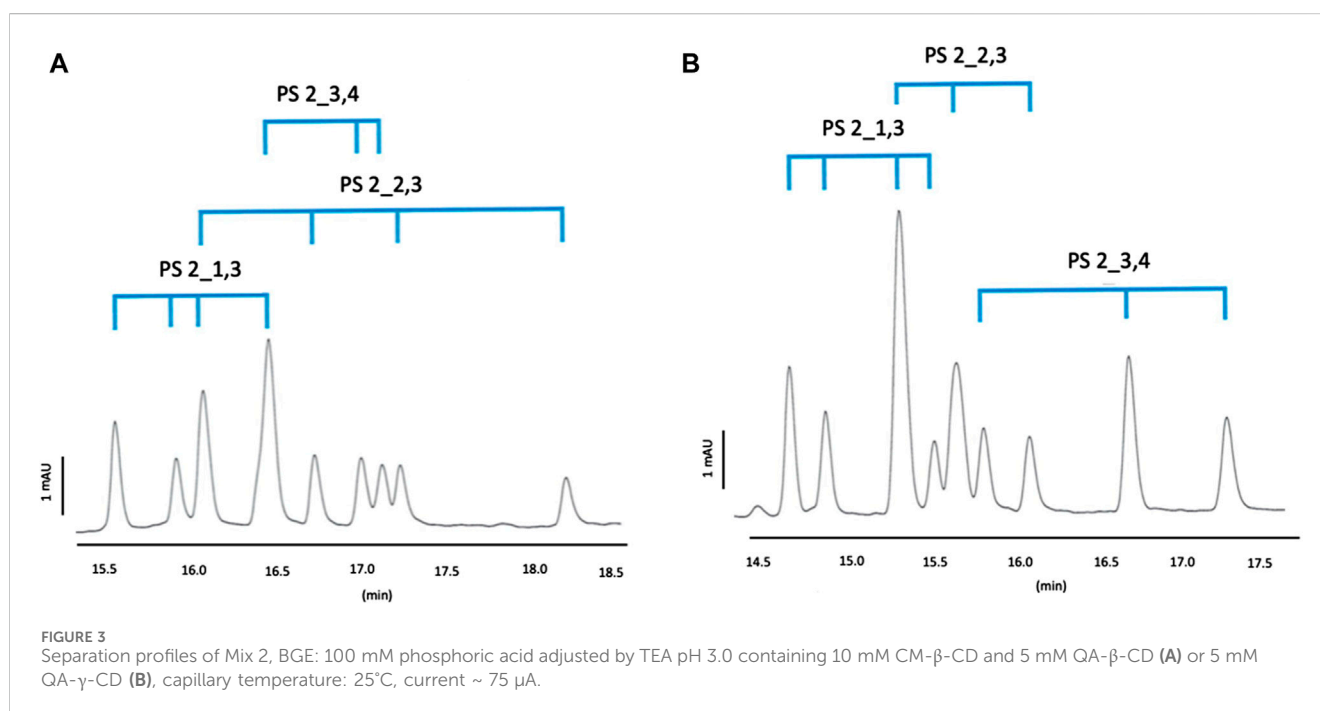 A
PS 2_3,4
PS 2_2,3
PS 2_1,3
1 mAU
15.5 16.0 16.5 17.0 17.5 18.0 18.5
(min)
B
PS 2_2,3
PS 2_1,3
PS 2_3,4
1 mAU
14.5 15.0 15.5 16.0 16.5 17.0 17.5
(min)
FIGURE 3
Separation profiles of Mix 2, BGE: 100 mM phosphoric acid adjusted by TEA pH 3.0 containing 10 mM CM-β-CD and 5 mM QA-β-CD (A) or 5 mM
QA-γ-CD (B), capillary temperature: 25°C, current ~ 75 µA.